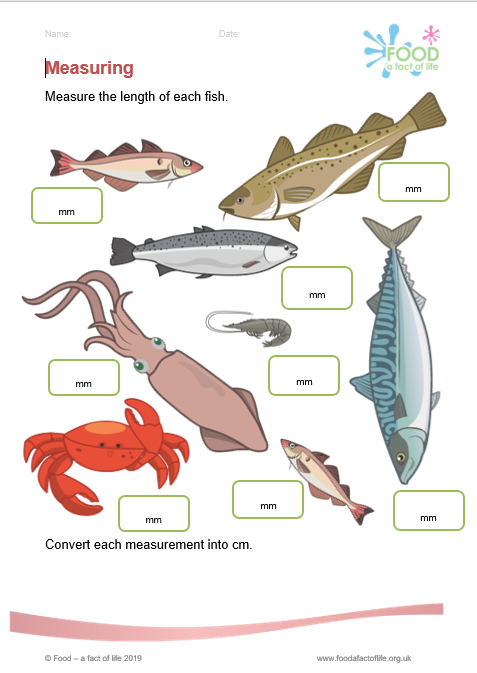 Name: Date:
FOOD
a fact of life
Measuring
Measure the length of each fish.
mm
mm
mm
mm
mm
mm
mm
mm
Convert each measurement into cm.
© Food – a fact of life 2019 www.foodafactoflife.org.uk